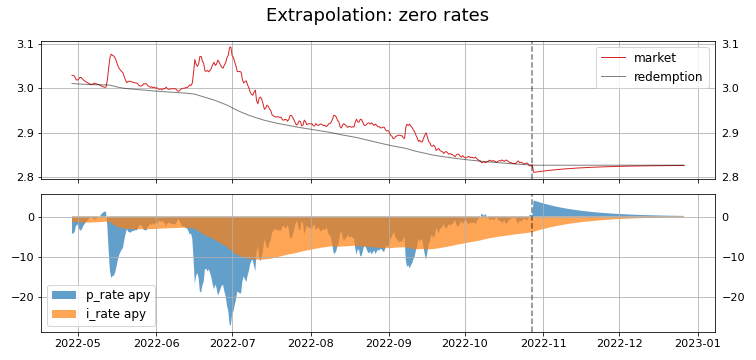 Extrapolation: zero rates
3.1 3.1
market
redemption
3.0 3.0
2.9 2.9
2.8 2.8
0 0
−10 −10
−20 −20
p_rate apy
i_rate apy
2022-05 2022-06 2022-07 2022-08 2022-09 2022-10 2022-11 2022-12 2023-01